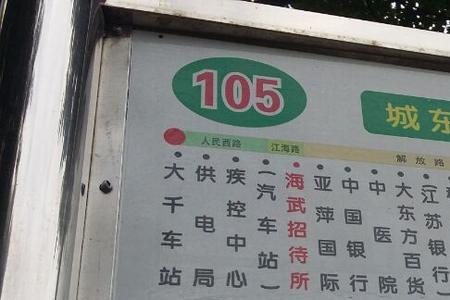 105
城东
人民西路
江海路
解放路
大千车站
供电局
疾控中心
（汽车站）
海武招待所
亚萍国际
中国银行
中医院
大东方百货
江苏银行